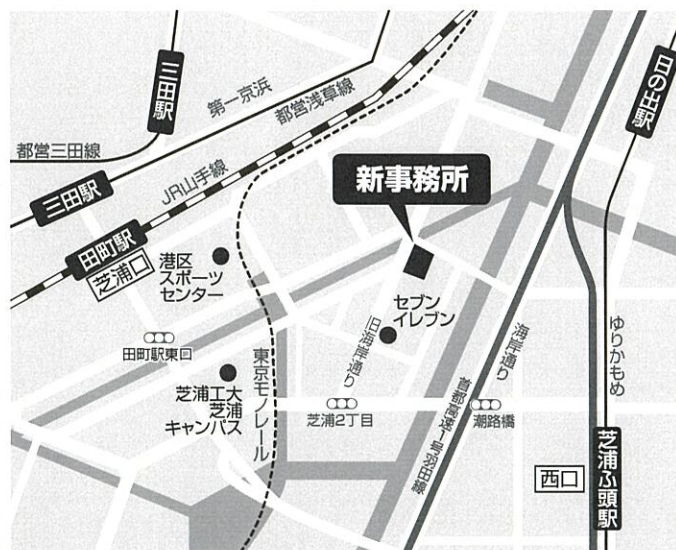 三田駅
第一京浜
都営浅草線
日の出駅
都営三田線
三田駅
JR山手線
新事務所
田町駅
芝浦口
港区
スポーツ
センター
セブン
イレブン
旧海岸通り
海岸通り
ゆりかもめ
田町駅東口
東京モノレール
芝浦工大
芝浦
キャンパス
芝浦2丁目
首都高速1号羽田線
潮路橋
西口
芝浦ふ頭駅